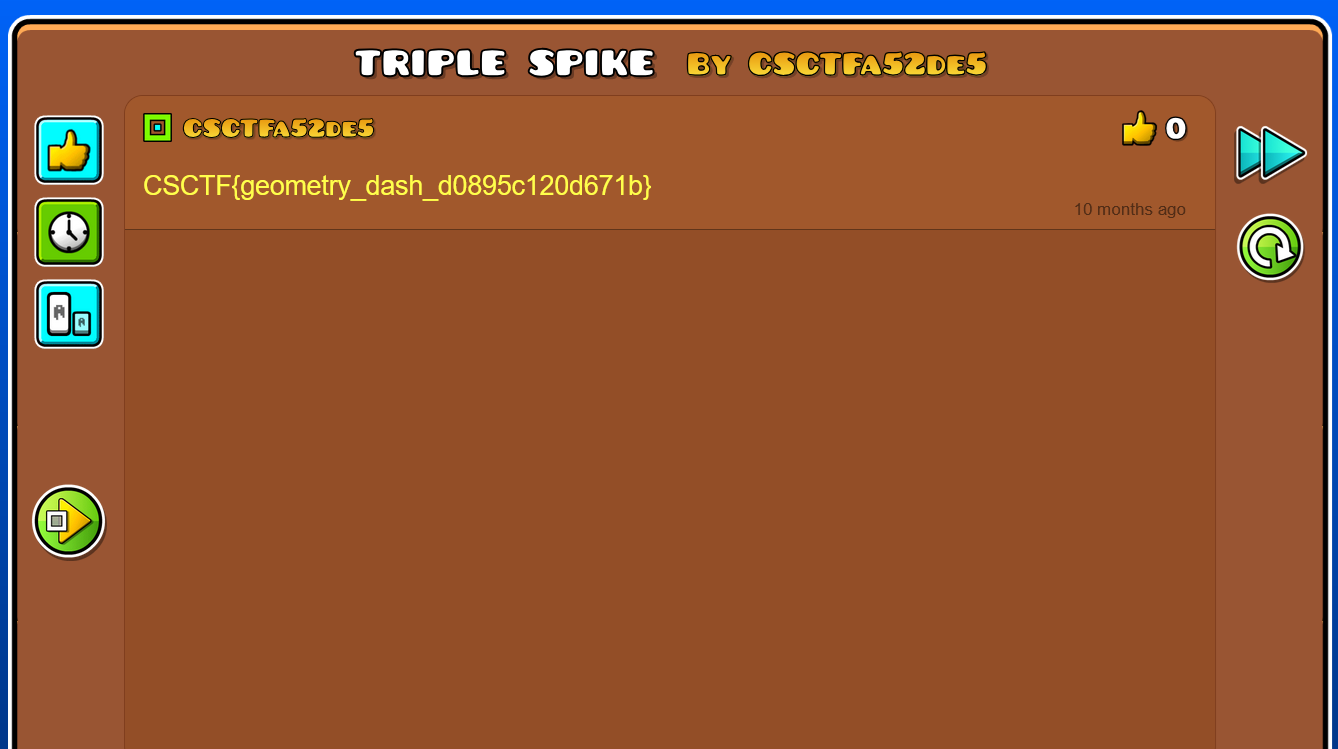 TRIPLE SPIKE By CSCTFa52de5
CSCTFa52de5
0
CSCTF{geometry_dash_d0895c120d671b}
10 months ago